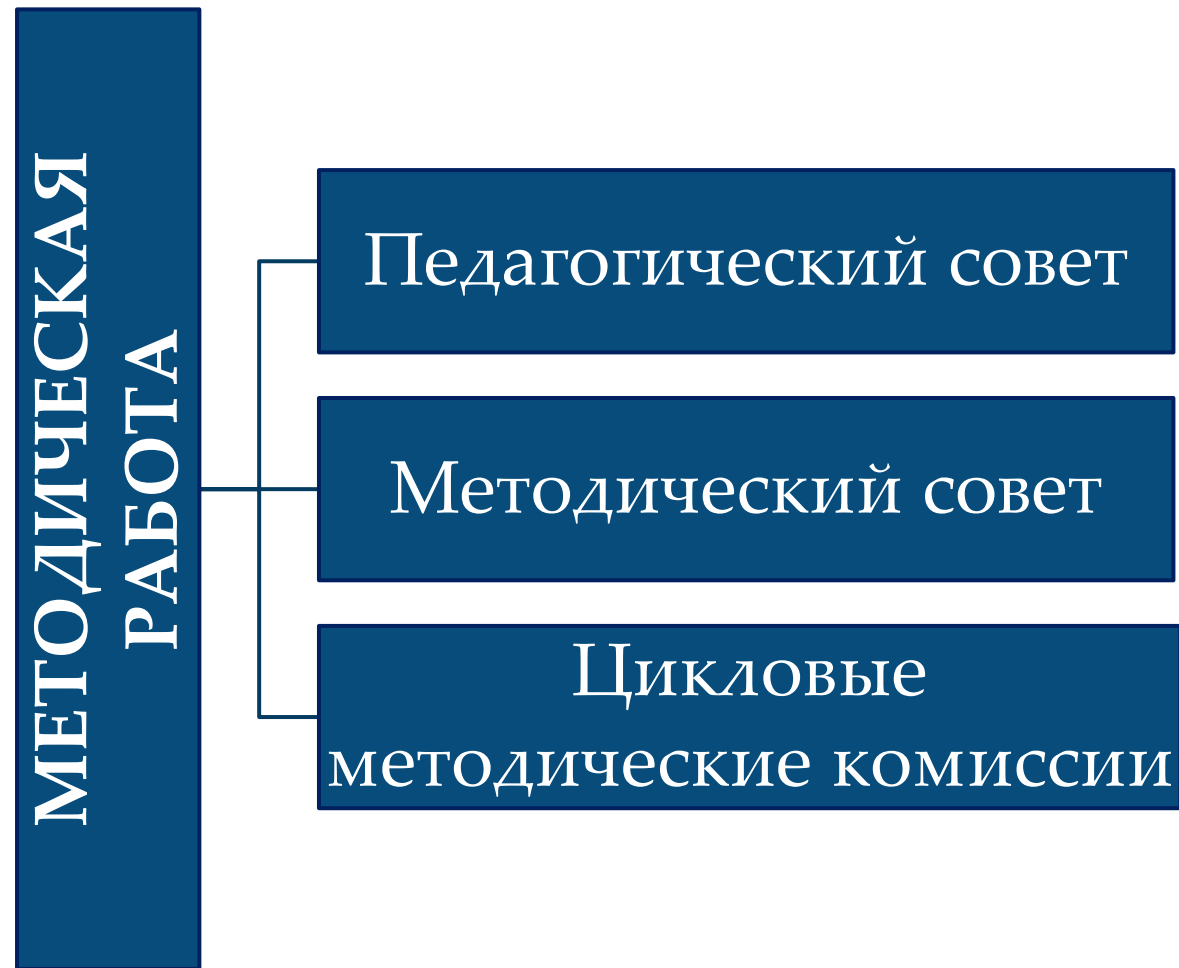 МЕТОДИЧЕСКАЯ
РАБОТА
Педагогический совет
Методический совет
Цикловые
методические комиссии